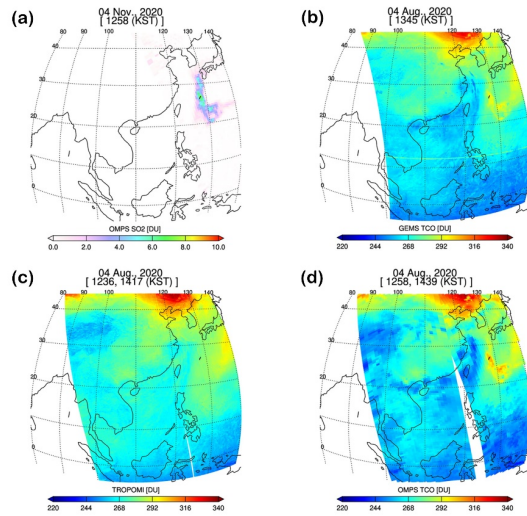 (a)
04 Nov., 2020
[ 1258 (KST)
80
90
100
110
120
130
140
40
30
20
10
0
OMPS SO2 [DU]
0.0 2.0 4.0 6.0 8.0 10.0
(b)
04 Aug., 2020
[ 1345 (KST)
80
90
100
110
120
130
140
40
30
20
10
0
GEMS TCO [DU]
220 244 268 292 316 340
(c)
04 Aug., 2020
[ 1236, 1417 (KST)
80
90
100
110
120
130
140
40
30
20
10
0
TROPOMI [DU]
220 244 268 292 316 340
(d)
04 Aug., 2020
[ 1258, 1439 (KST)
80
90
100
110
120
130
140
40
30
20
10
0
OMPS TCO [DU]
220 244 268 292 316 340